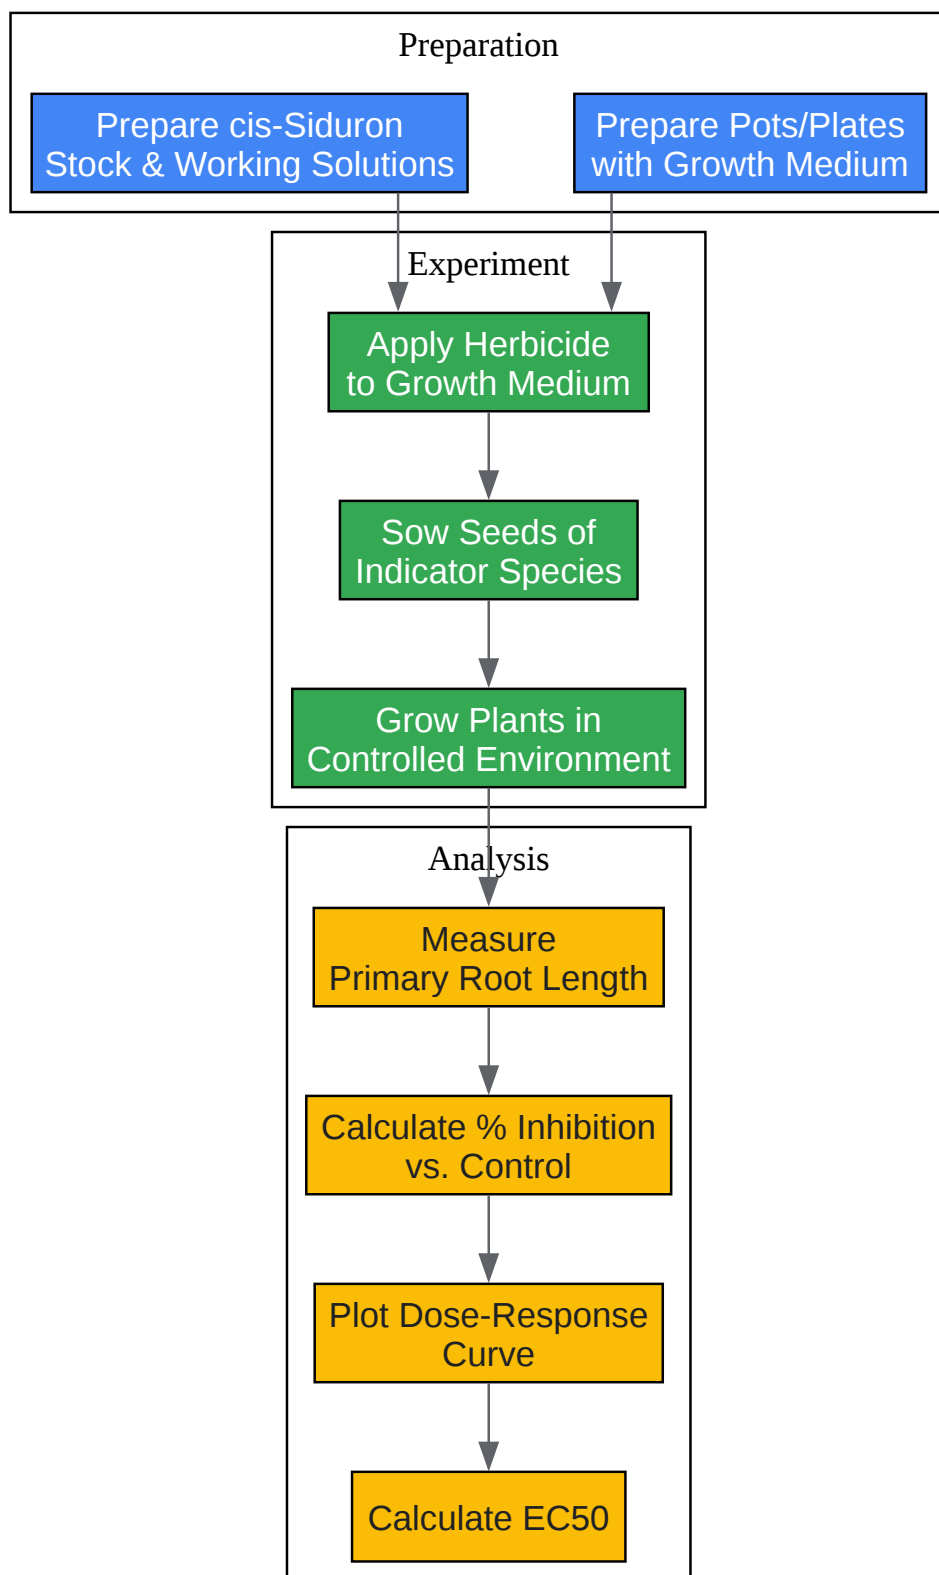 Preparation
Prepare cis-Siduron
Stock & Working Solutions
Prepare Pots/Plates
with Growth Medium
Experiment
Apply Herbicide
to Growth Medium
Sow Seeds of
Indicator Species
Grow Plants in
Controlled Environment
Analysis
Measure
Primary Root Length
Calculate % Inhibition
vs. Control
Plot Dose-Response
Curve
Calculate EC50